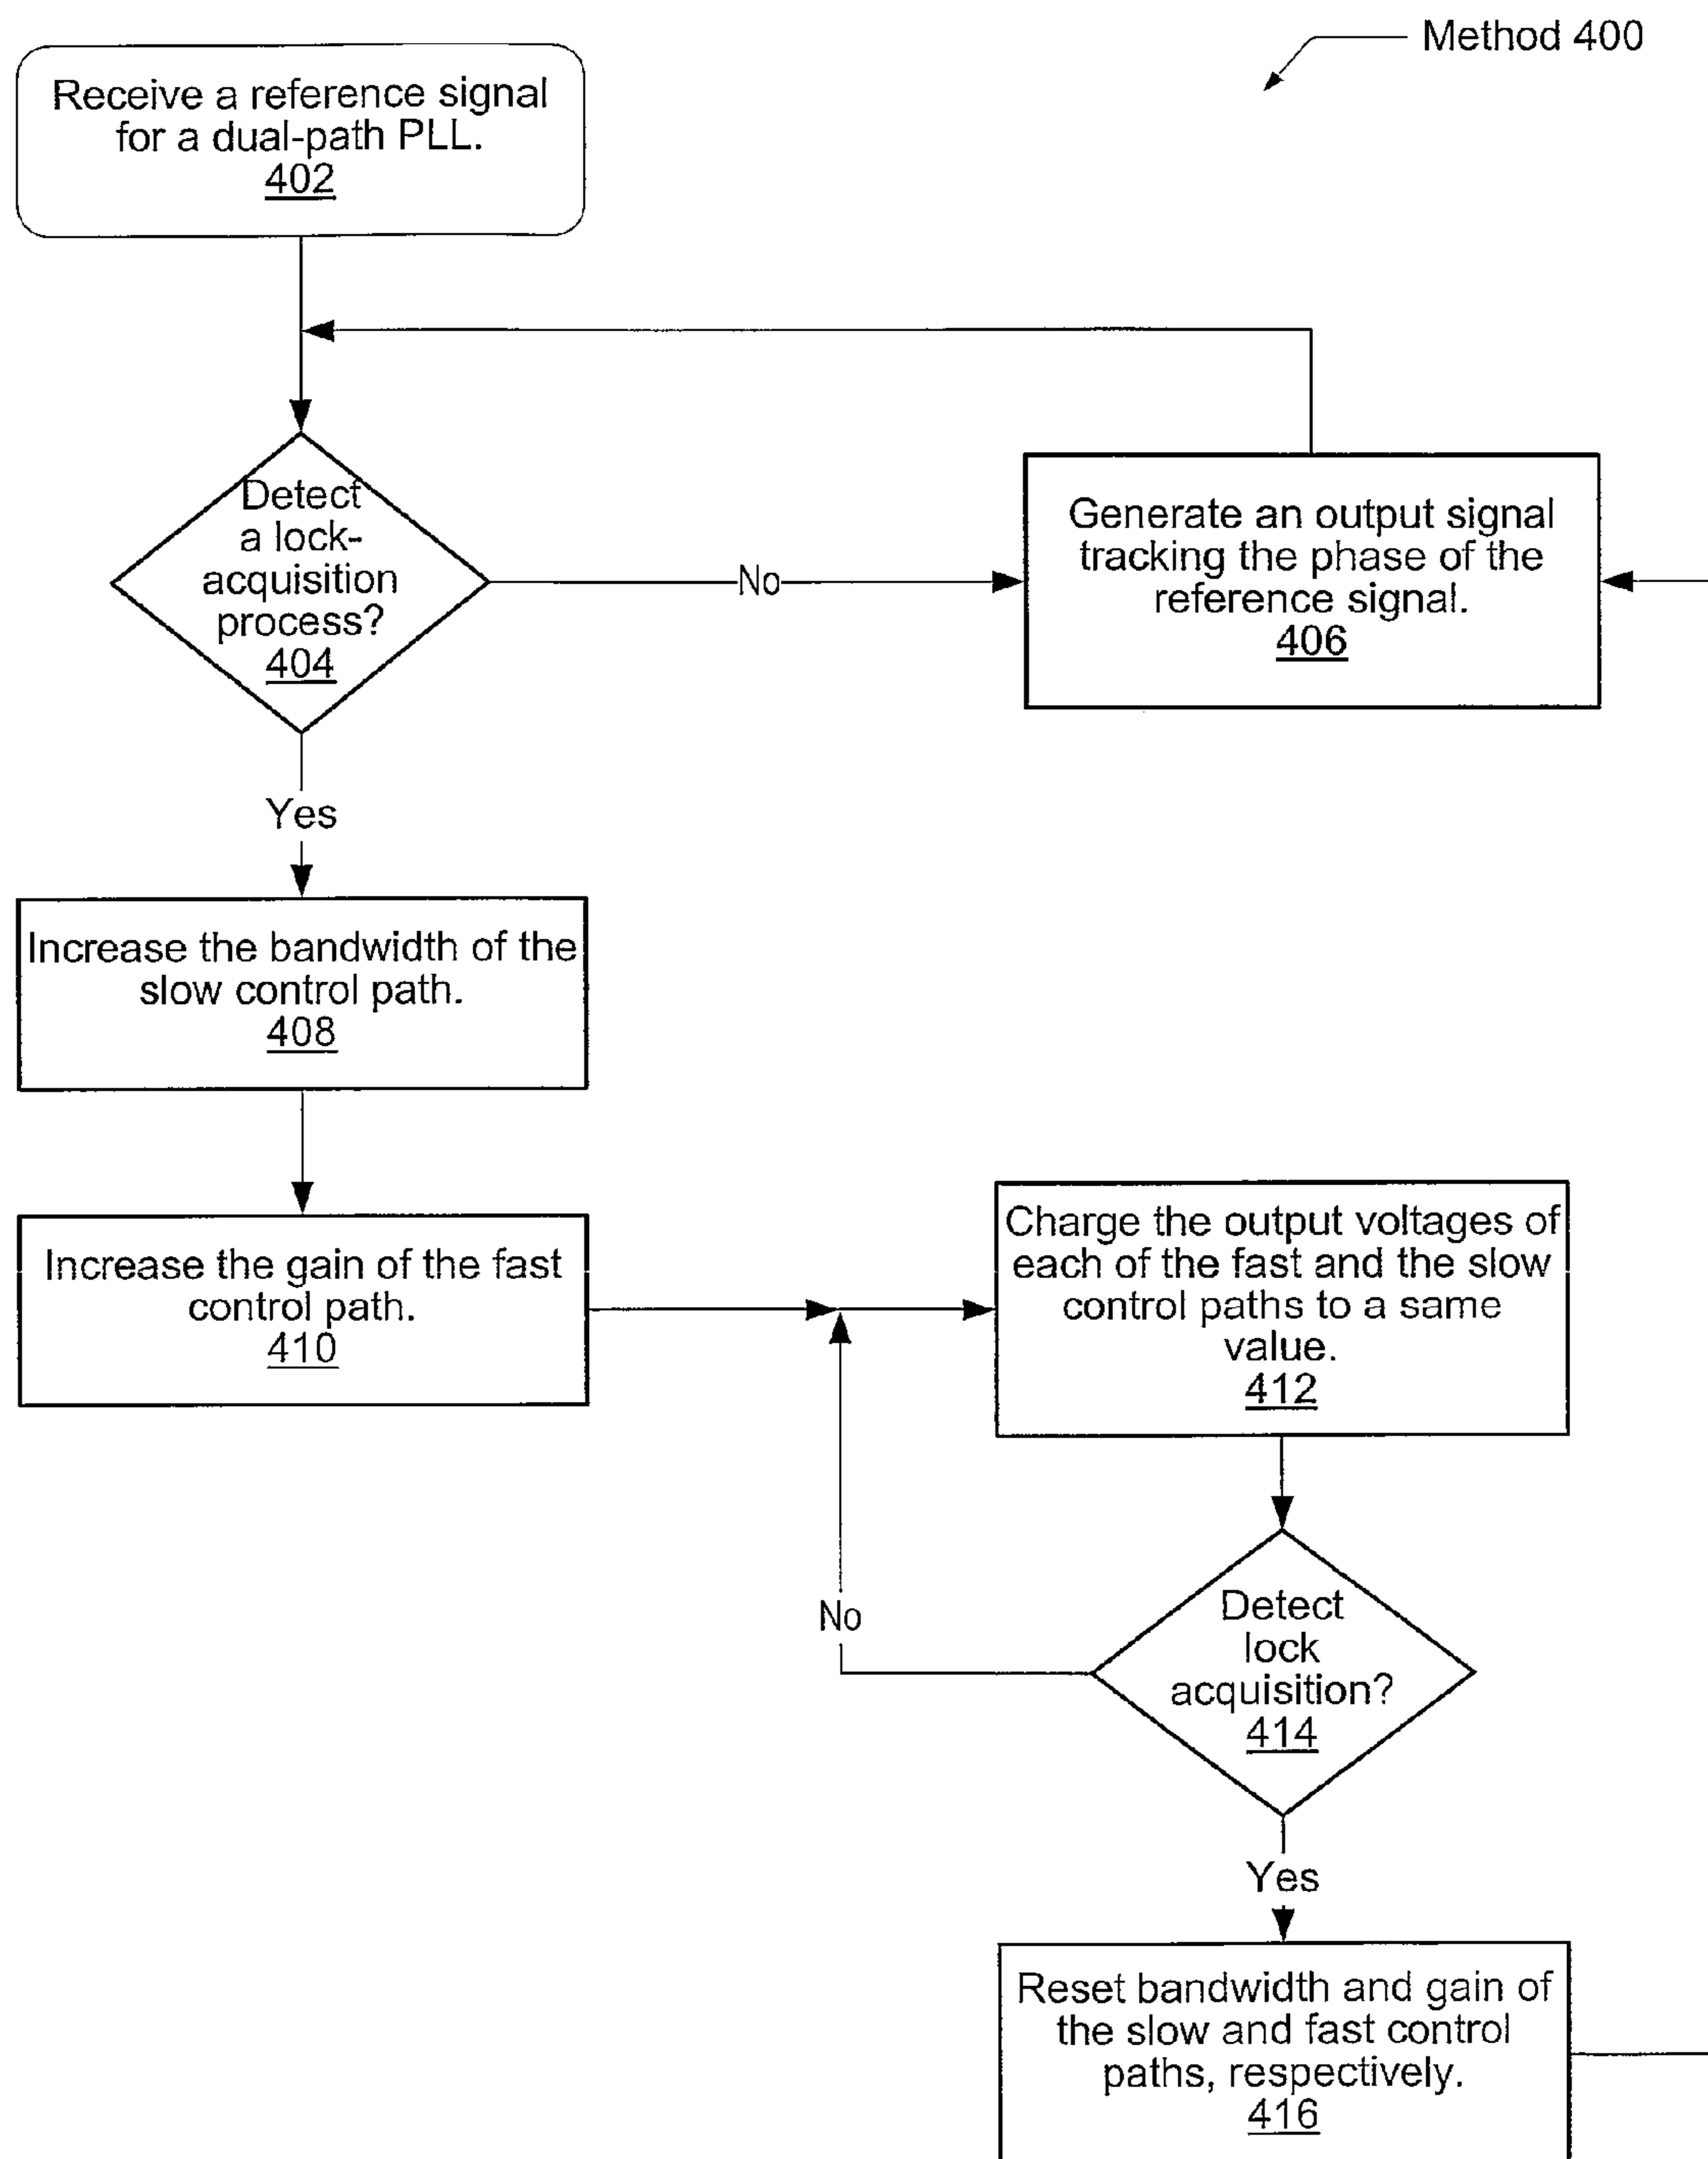 Method 400
Receive a reference signal
for a dual-path PLL.
402
Detect
a lock-
acquisition
process?
404
No
Generate an output signal
tracking the phase of the
reference signal.
406
Yes
Increase the bandwidth of the
slow control path.
408
Increase the gain of the fast
control path.
410
Charge the output voltages of
each of the fast and the slow
control paths to a same
value.
412
Detect
lock
acquisition?
414
No
Yes
Reset bandwidth and gain of
the slow and fast control
paths, respectively.
416